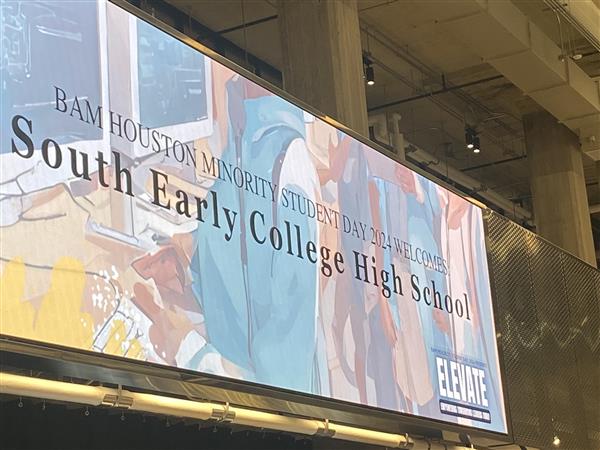 BAM HOUSTON MINORITY STUDENT DAY 2024 WELCOMES:
South Early College High School
ELEVATE